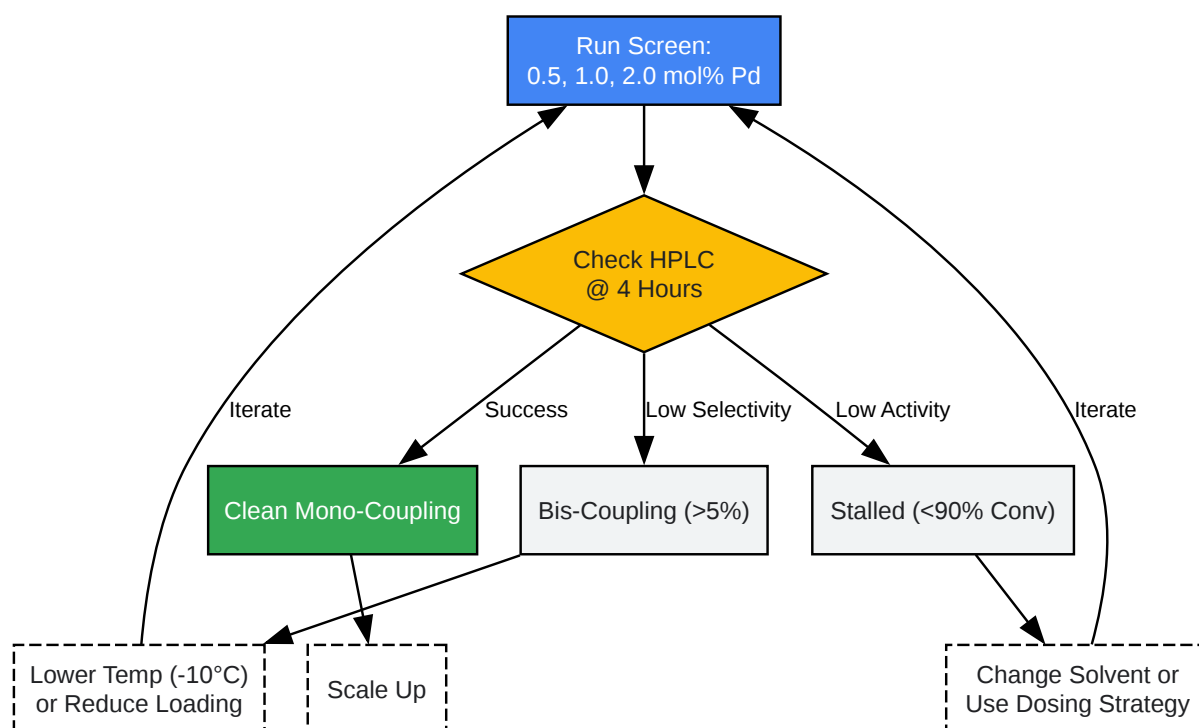 Run Screen:
0.5, 1.0, 2.0 mol% Pd
Check HPLC
@ 4 Hours
Iterate
Success
Low Selectivity
Low Activity
Iterate
Clean Mono-Coupling
Bis-Coupling (>5%)
Stalled (<90% Conv)
Lower Temp (-10°C)
or Reduce Loading
Scale Up
Change Solvent or
Use Dosing Strategy